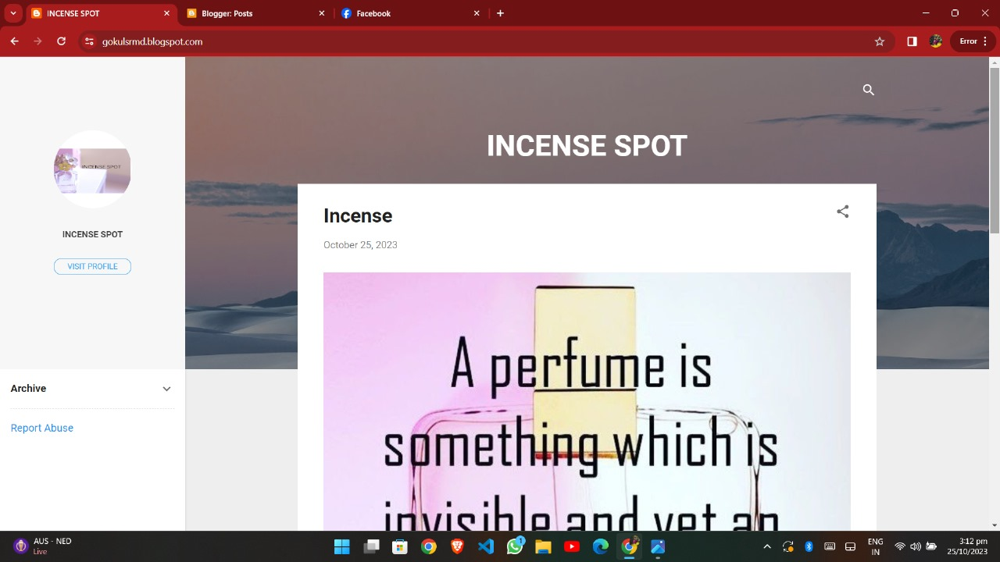 INCENSE SPOT
Blogger: Posts
Facebook
gokulsrmd.blogspot.com
Error
INCENSE SPOT
INCENSE SPOT
INCENSE SPOT
VISIT PROFILE
Archive
Report Abuse
Incense
October 25, 2023
A perfume is
something which is
invisible and yet an
AUS - NED
Live
1
ENG
IN
3:12 pm
25/10/2023